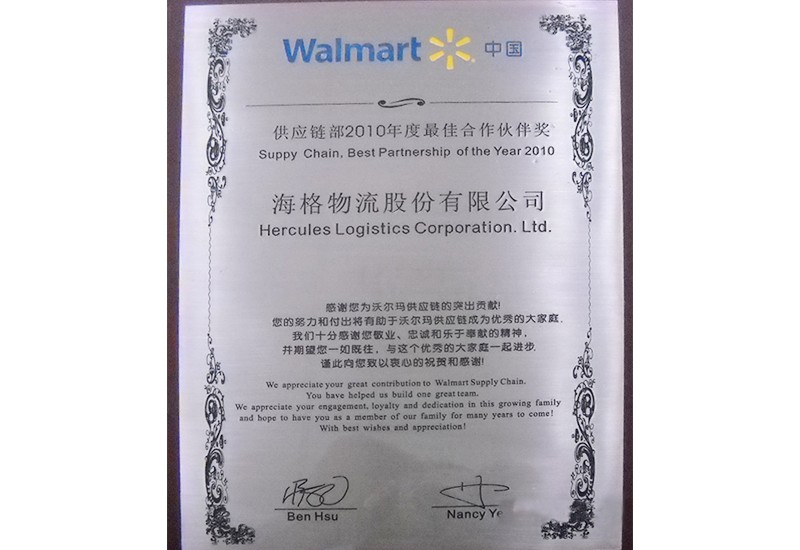 Walmart 中国
供应链部2010年度最佳合作伙伴奖
Suppy Chain, Best Partnership of the Year 2010
海格物流股份有限公司
Hercules Logistics Corporation. Ltd.
感谢您为沃尔玛供应链的突出贡献!
您的努力和付出将有助于沃尔玛供应链成为优秀的大家庭.
我们十分感谢您敬业、忠诚和乐于奉献的精神,
并期望您一如既往，与这个优秀的大家庭一起进步.
谨此向您致以衷心的祝贺和感谢!
We appreciate your great contribution to Walmart Supply Chain.
You have helped us build one great team.
We appreciate your engagement, loyalty and dedication in this growing family
and hope to have you as a member of our family for many years to come!
With best wishes and appreciation!
Ben Hsu
Nancy Ye